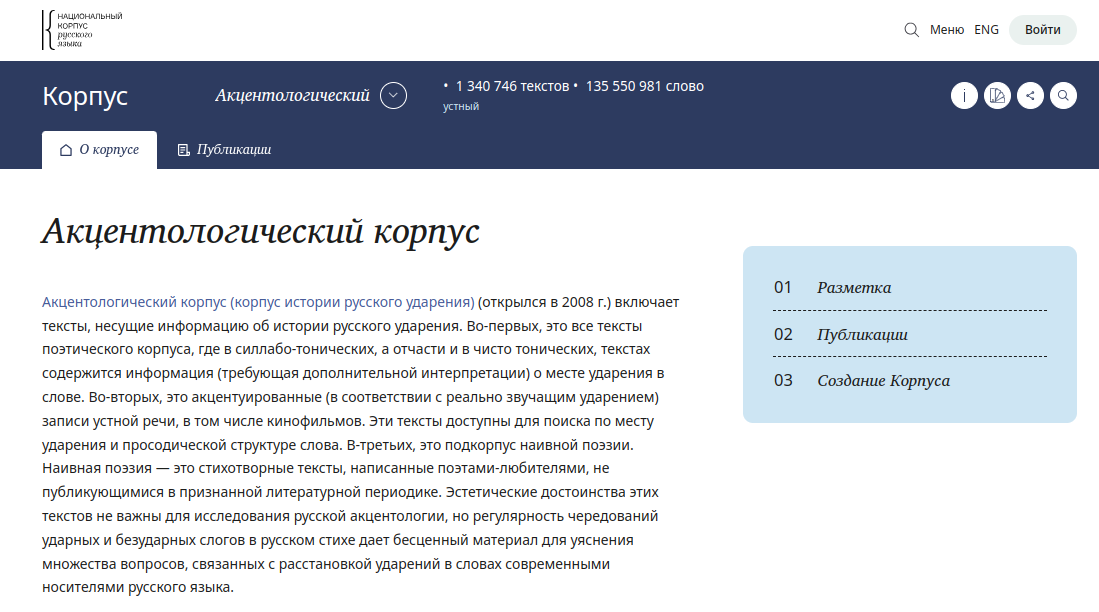 НАЦИОНАЛЬНЫЙ
КОРПУС
русского
языка
Меню ENG Войти
Корпус Акцентологический • 1 340 746 текстов • 135 550 981 слово
устный
О корпусе Публикации
Акцентологический корпус
Акцентологический корпус (корпус истории русского ударения) (открылся в 2008 г.) включает
тексты, несущие информацию об истории русского ударения. Во-первых, это все тексты
поэтического корпуса, где в силлабо-тонических, а отчасти и в чисто тонических, текстах
содержится информация (требующая дополнительной интерпретации) о месте ударения в
слове. Во-вторых, это акцентуированные (в соответствии с реально звучащим ударением)
записи устной речи, в том числе кинофильмов. Эти тексты доступны для поиска по месту
ударения и просодической структуре слова. В-третьих, это подкорпус наивной поэзии.
Наивная поэзия — это стихотворные тексты, написанные поэтами-любителями, не
публикующимися в признанной литературной периодике. Эстетические достоинства этих
текстов не важны для исследования русской акцентологии, но регулярность чередований
ударных и безударных слогов в русском стихе дает бесценный материал для уяснения
множества вопросов, связанных с расстановкой ударений в словах современными
носителями русского языка.
01 Разметка
02 Публикации
03 Создание Корпуса